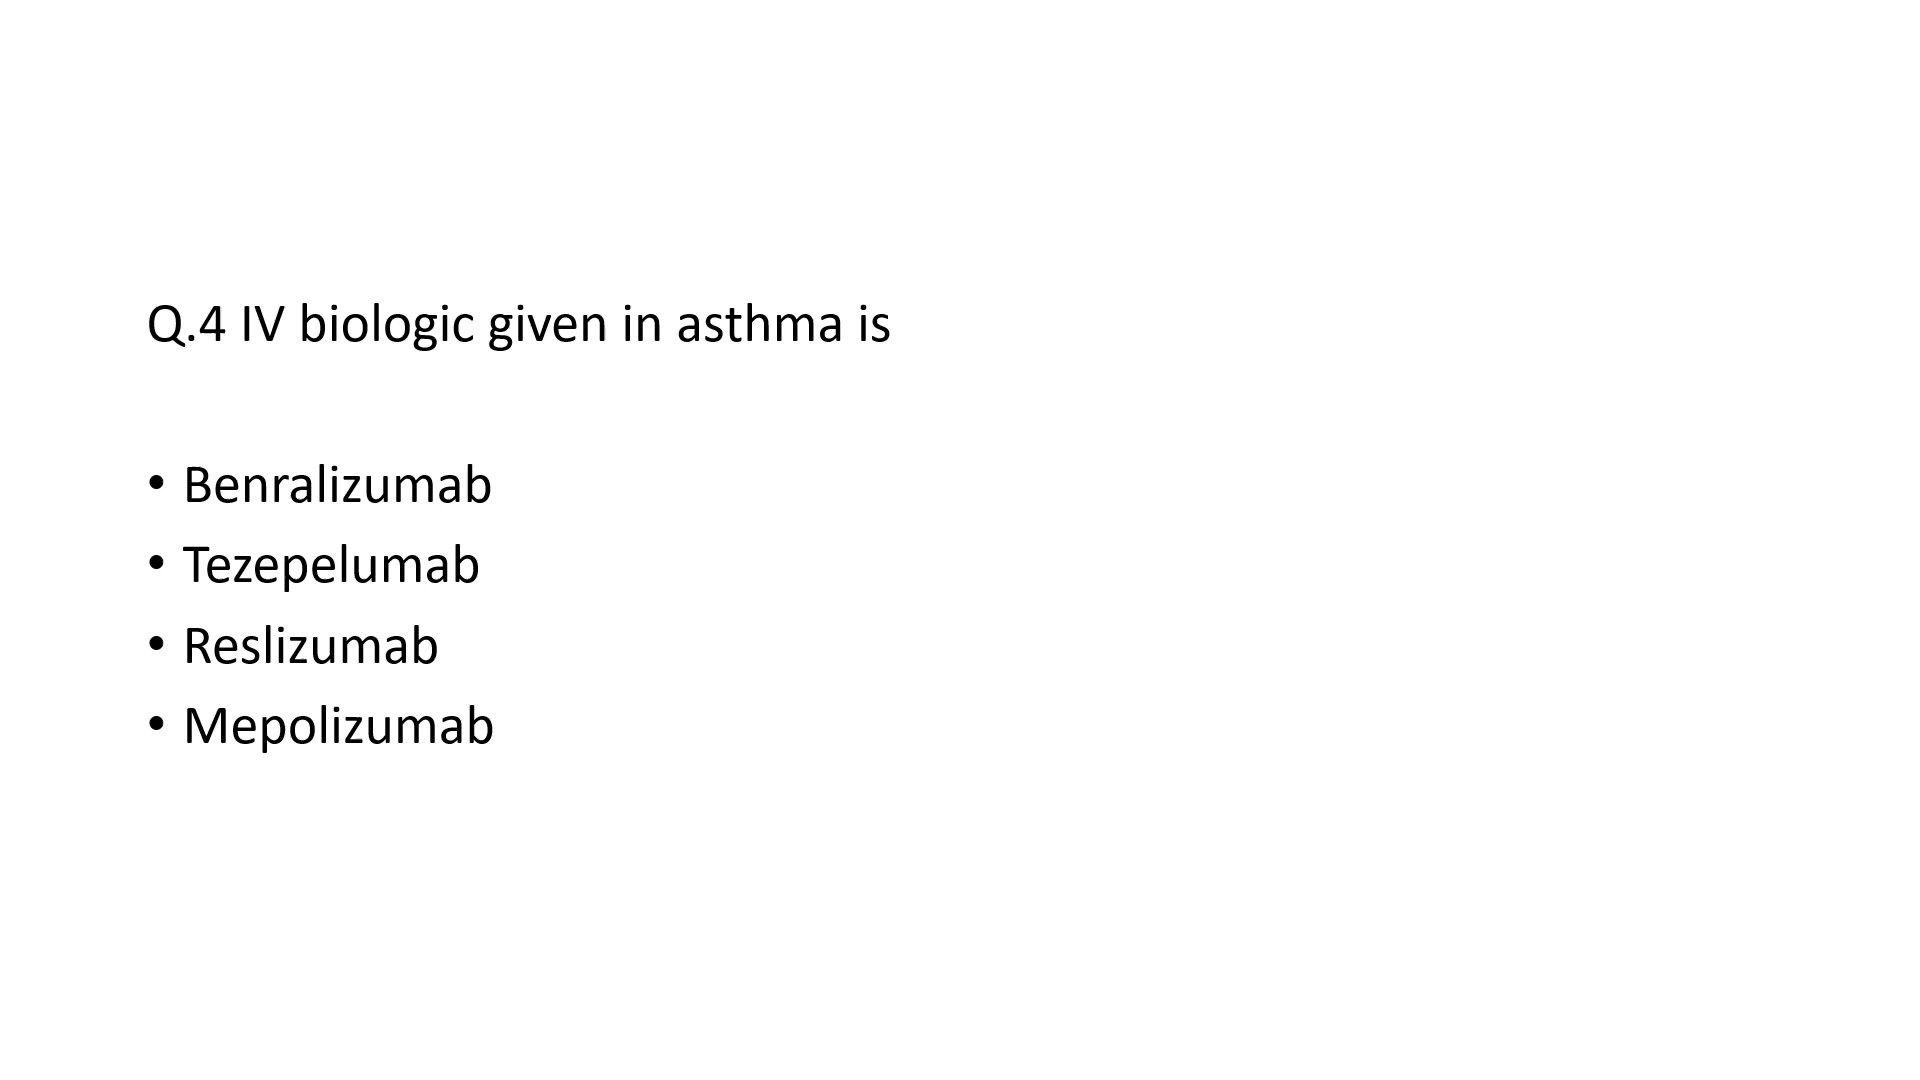 Q.4 IV biologic given in asthma is
• Benralizumab
• Tezepelumab
• Reslizumab
• Mepolizumab